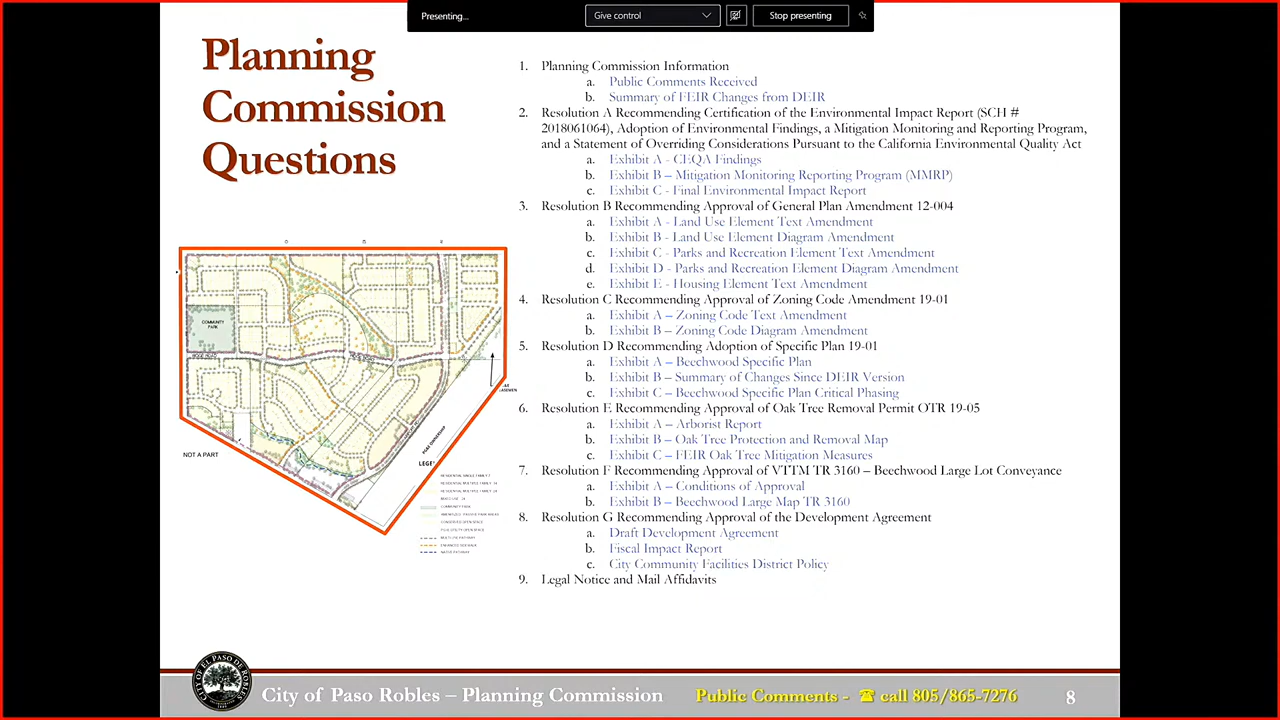 Presenting...
Give control
Stop presenting
Planning
Commission
Questions
1. Planning Commission Information
a. Public Comments Received
b. Summary of FEIR Changes from DEIR
2. Resolution A Recommending Certification of the Environmental Impact Report (SCH #
2018061064), Adoption of Environmental Findings, a Mitigation Monitoring and Reporting Program,
and a Statement of Overriding Considerations Pursuant to the California Environmental Quality Act
a. Exhibit A - CEQA Findings
b. Exhibit B – Mitigation Monitoring Reporting Program (MMRP)
c. Exhibit C - Final Environmental Impact Report
3. Resolution B Recommending Approval of General Plan Amendment 12-004
a. Exhibit A - Land Use Element Text Amendment
b. Exhibit B - Land Use Element Diagram Amendment
c. Exhibit C - Parks and Recreation Element Text Amendment
d. Exhibit D - Parks and Recreation Element Diagram Amendment
e. Exhibit E - Housing Element Text Amendment
4. Resolution C Recommending Approval of Zoning Code Amendment 19-01
a. Exhibit A – Zoning Code Text Amendment
b. Exhibit B – Zoning Code Diagram Amendment
5. Resolution D Recommending Adoption of Specific Plan 19-01
a. Exhibit A – Beechwood Specific Plan
b. Exhibit B – Summary of Changes Since DEIR Version
c. Exhibit C – Beechwood Specific Plan Critical Phasing
6. Resolution E Recommending Approval of Oak Tree Removal Permit OTR 19-05
a. Exhibit A – Arborist Report
b. Exhibit B – Oak Tree Protection and Removal Map
c. Exhibit C – FEIR Oak Tree Mitigation Measures
7. Resolution F Recommending Approval of VTTM TR 3160 – Beechwood Large Lot Conveyance
a. Exhibit A – Conditions of Approval
b. Exhibit B – Beechwood Large Map TR 3160
8. Resolution G Recommending Approval of the Development Agreement
a. Draft Development Agreement
b. Fiscal Impact Report
c. City Community Facilities District Policy
9. Legal Notice and Mail Affidavits
COMMUNITY
PARK
NOT A PART
COMMUNITY PARK
City of Paso Robles – Planning Commission
Public Comments - ☎ call 805/865-7276
8